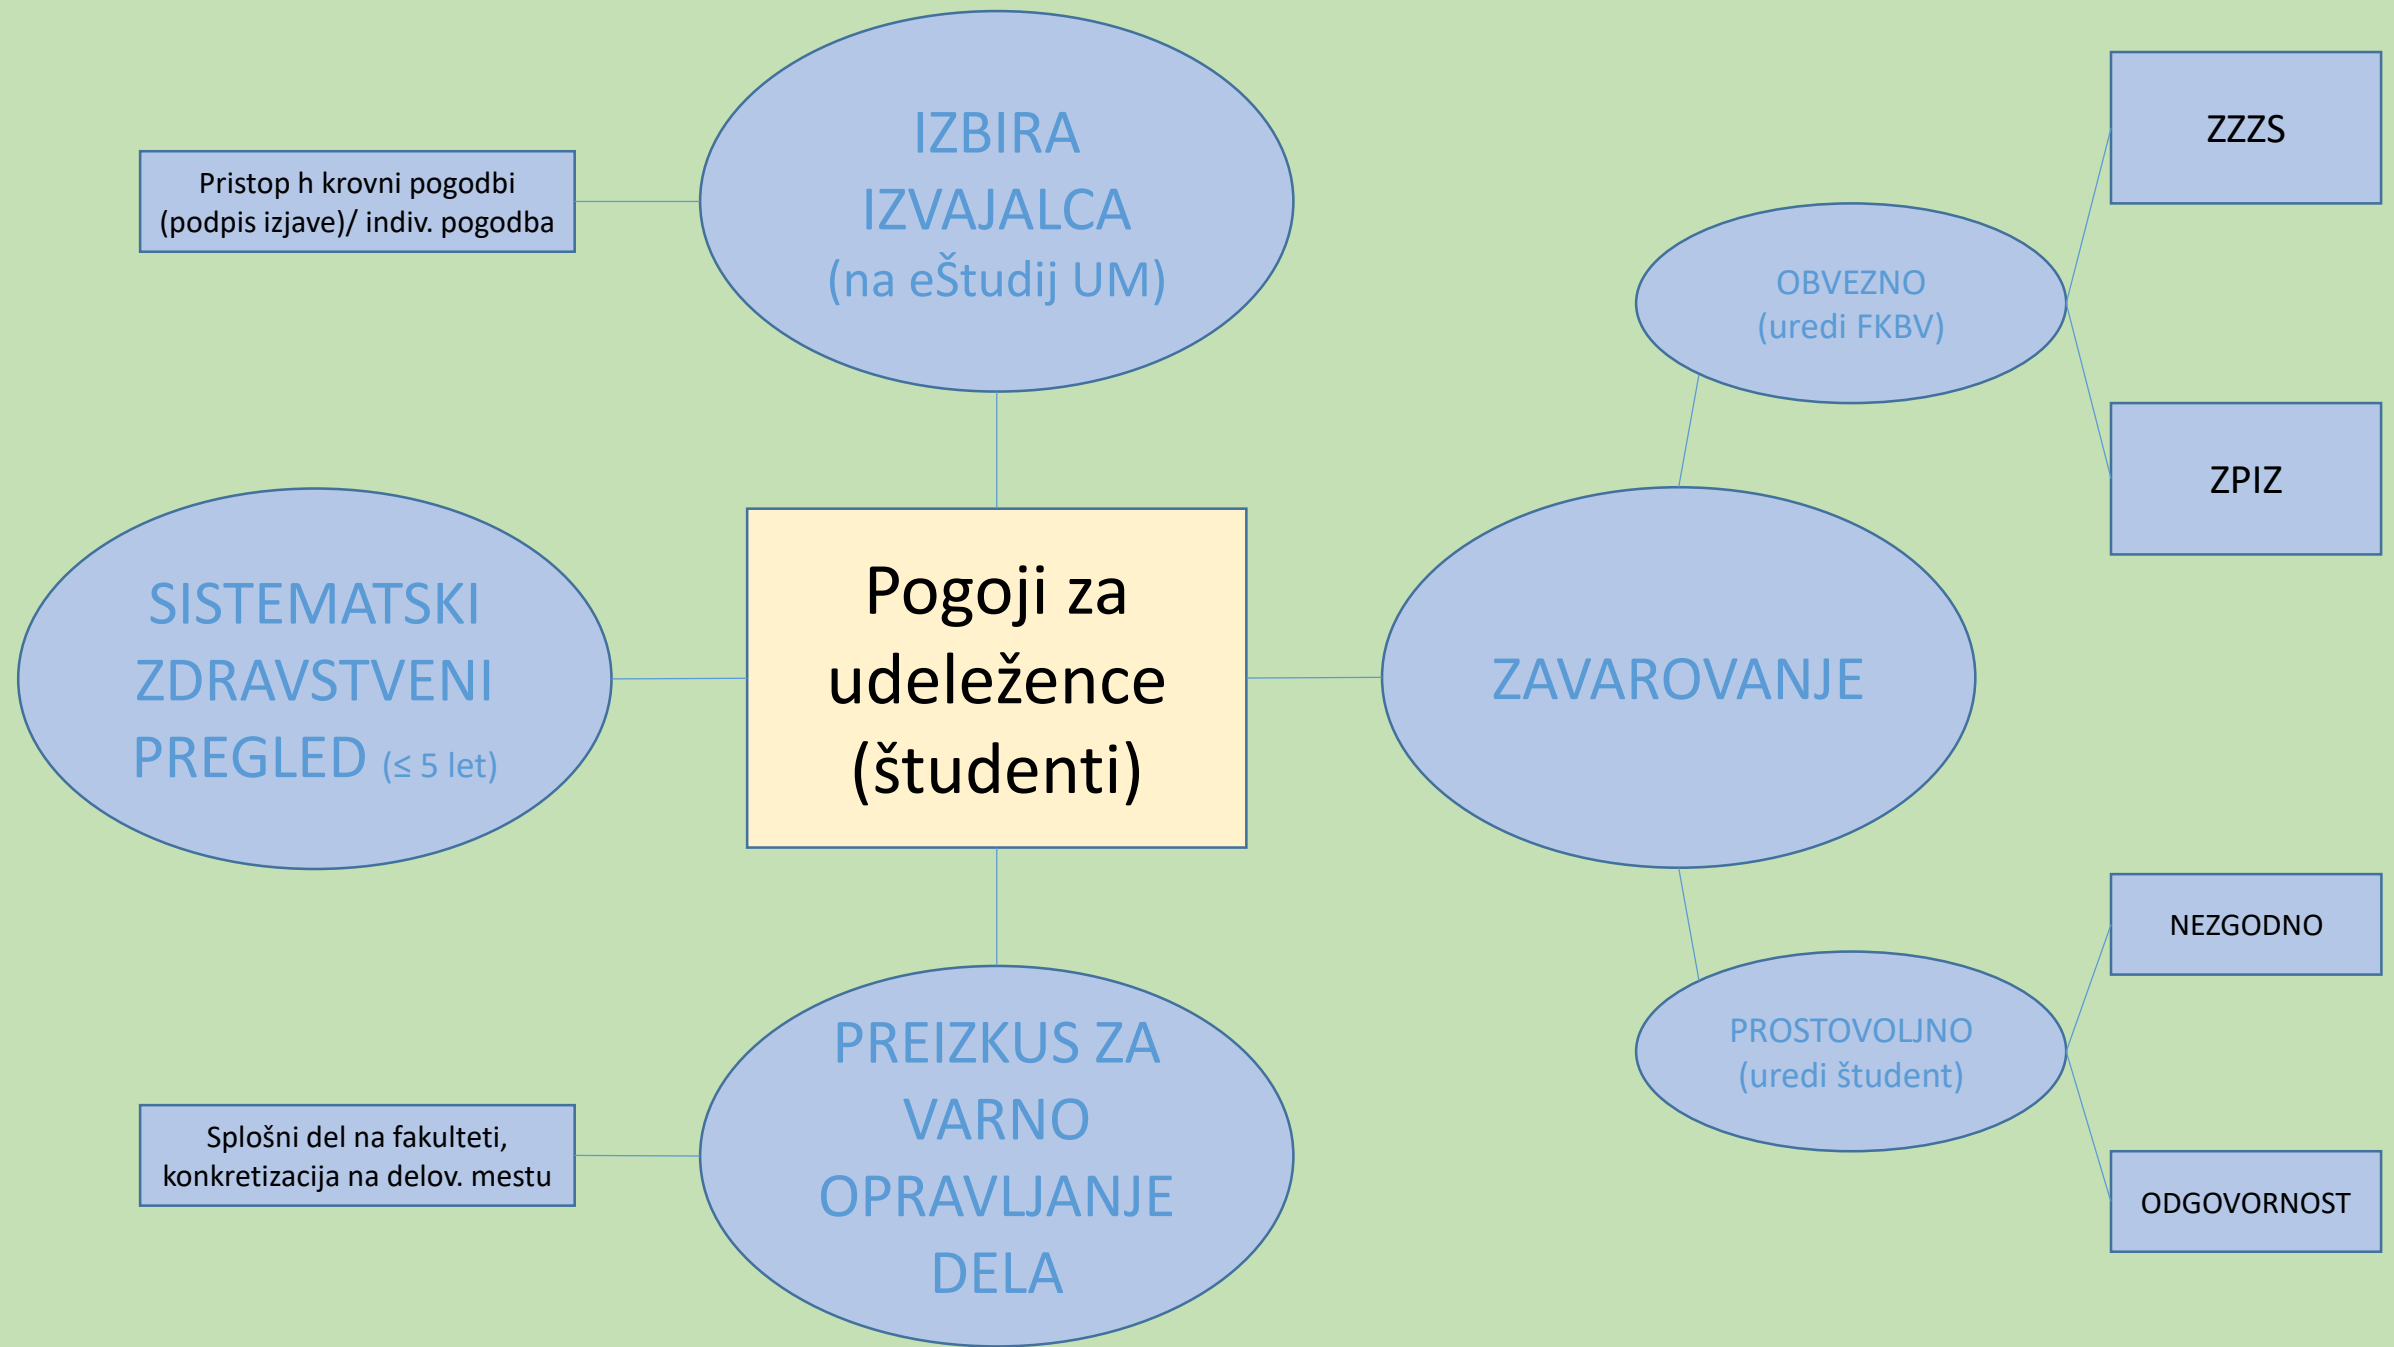 IZBIRA
IZVAJALCA
(na eŠtudij UM)
Pristop h krovni pogodbi
(podpis izjave)/ indiv. pogodba
ZZZS
OBVEZNO
(uredi FKBV)
ZPIZ
SISTEMATSKI
ZDRAVSTVENI
PREGLED (≤ 5 let)
Pogoji za
udeležence
(študenti)
ZAVAROVANJE
NEZGODNO
PROSTOVOLJNO
(uredi študent)
ODGOVORNOST
PREIZKUS ZA
VARNO
OPRAVLJANJE
DELA
Splošni del na fakulteti,
konkretizacija na delov. mestu